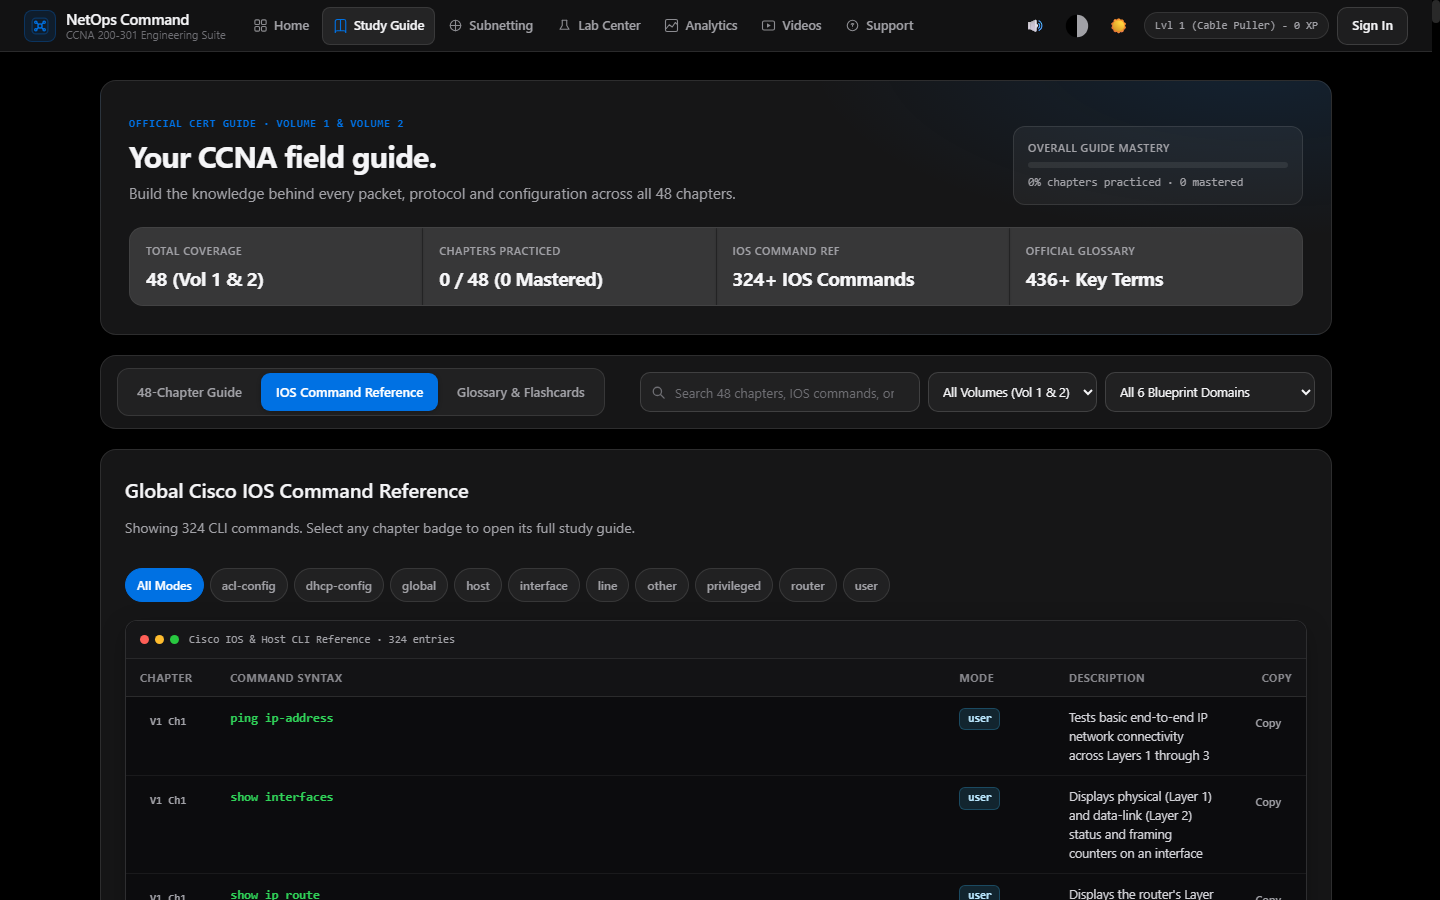 NetOps Command
CCNA 200-301 Engineering Suite
Home
Study Guide
Subnetting
Lab Center
Analytics
Videos
Support
Lvl 1 (Cable Puller) - 0 XP
Sign In
OFFICIAL CERT GUIDE · VOLUME 1 & VOLUME 2
Your CCNA field guide.
Build the knowledge behind every packet, protocol and configuration across all 48 chapters.
OVERALL GUIDE MASTERY
0% chapters practiced · 0 mastered
TOTAL COVERAGE
48 (Vol 1 & 2)
CHAPTERS PRACTICED
0 / 48 (0 Mastered)
IOS COMMAND REF
324+ IOS Commands
OFFICIAL GLOSSARY
436+ Key Terms
48-Chapter Guide
IOS Command Reference
Glossary & Flashcards
Search 48 chapters, IOS commands, or
All Volumes (Vol 1 & 2)
All 6 Blueprint Domains
Global Cisco IOS Command Reference
Showing 324 CLI commands. Select any chapter badge to open its full study guide.
All Modes
acl-config
dhcp-config
global
host
interface
line
other
privileged
router
user
Cisco IOS & Host CLI Reference · 324 entries
CHAPTER
COMMAND SYNTAX
MODE
DESCRIPTION
COPY
V1 Ch1
ping ip-address
user
Tests basic end-to-end IP
network connectivity
across Layers 1 through 3
Copy
V1 Ch1
show interfaces
user
Displays physical (Layer 1)
and data-link (Layer 2)
status and framing
counters on an interface
Copy
V1 Ch1
show ip route
user
Displays the router's Layer
Copy